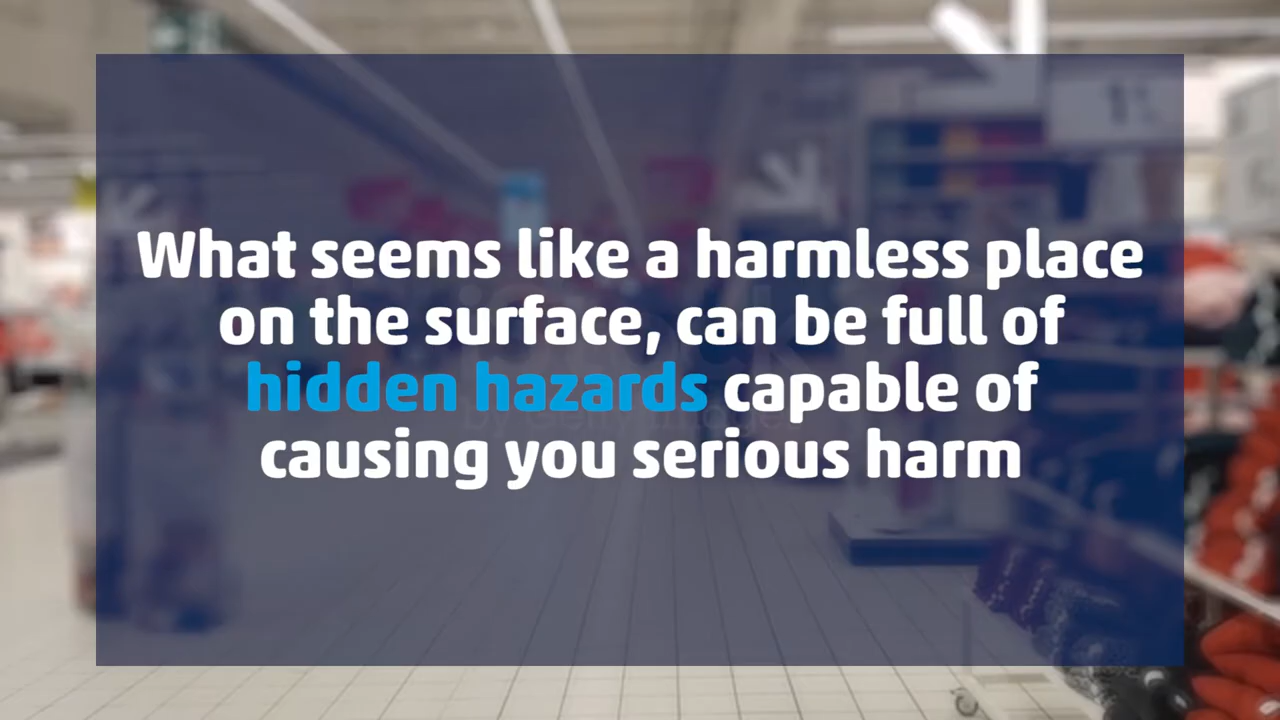 What seems like a harmless place
on the surface, can be full of
hidden hazards capable of
causing you serious harm